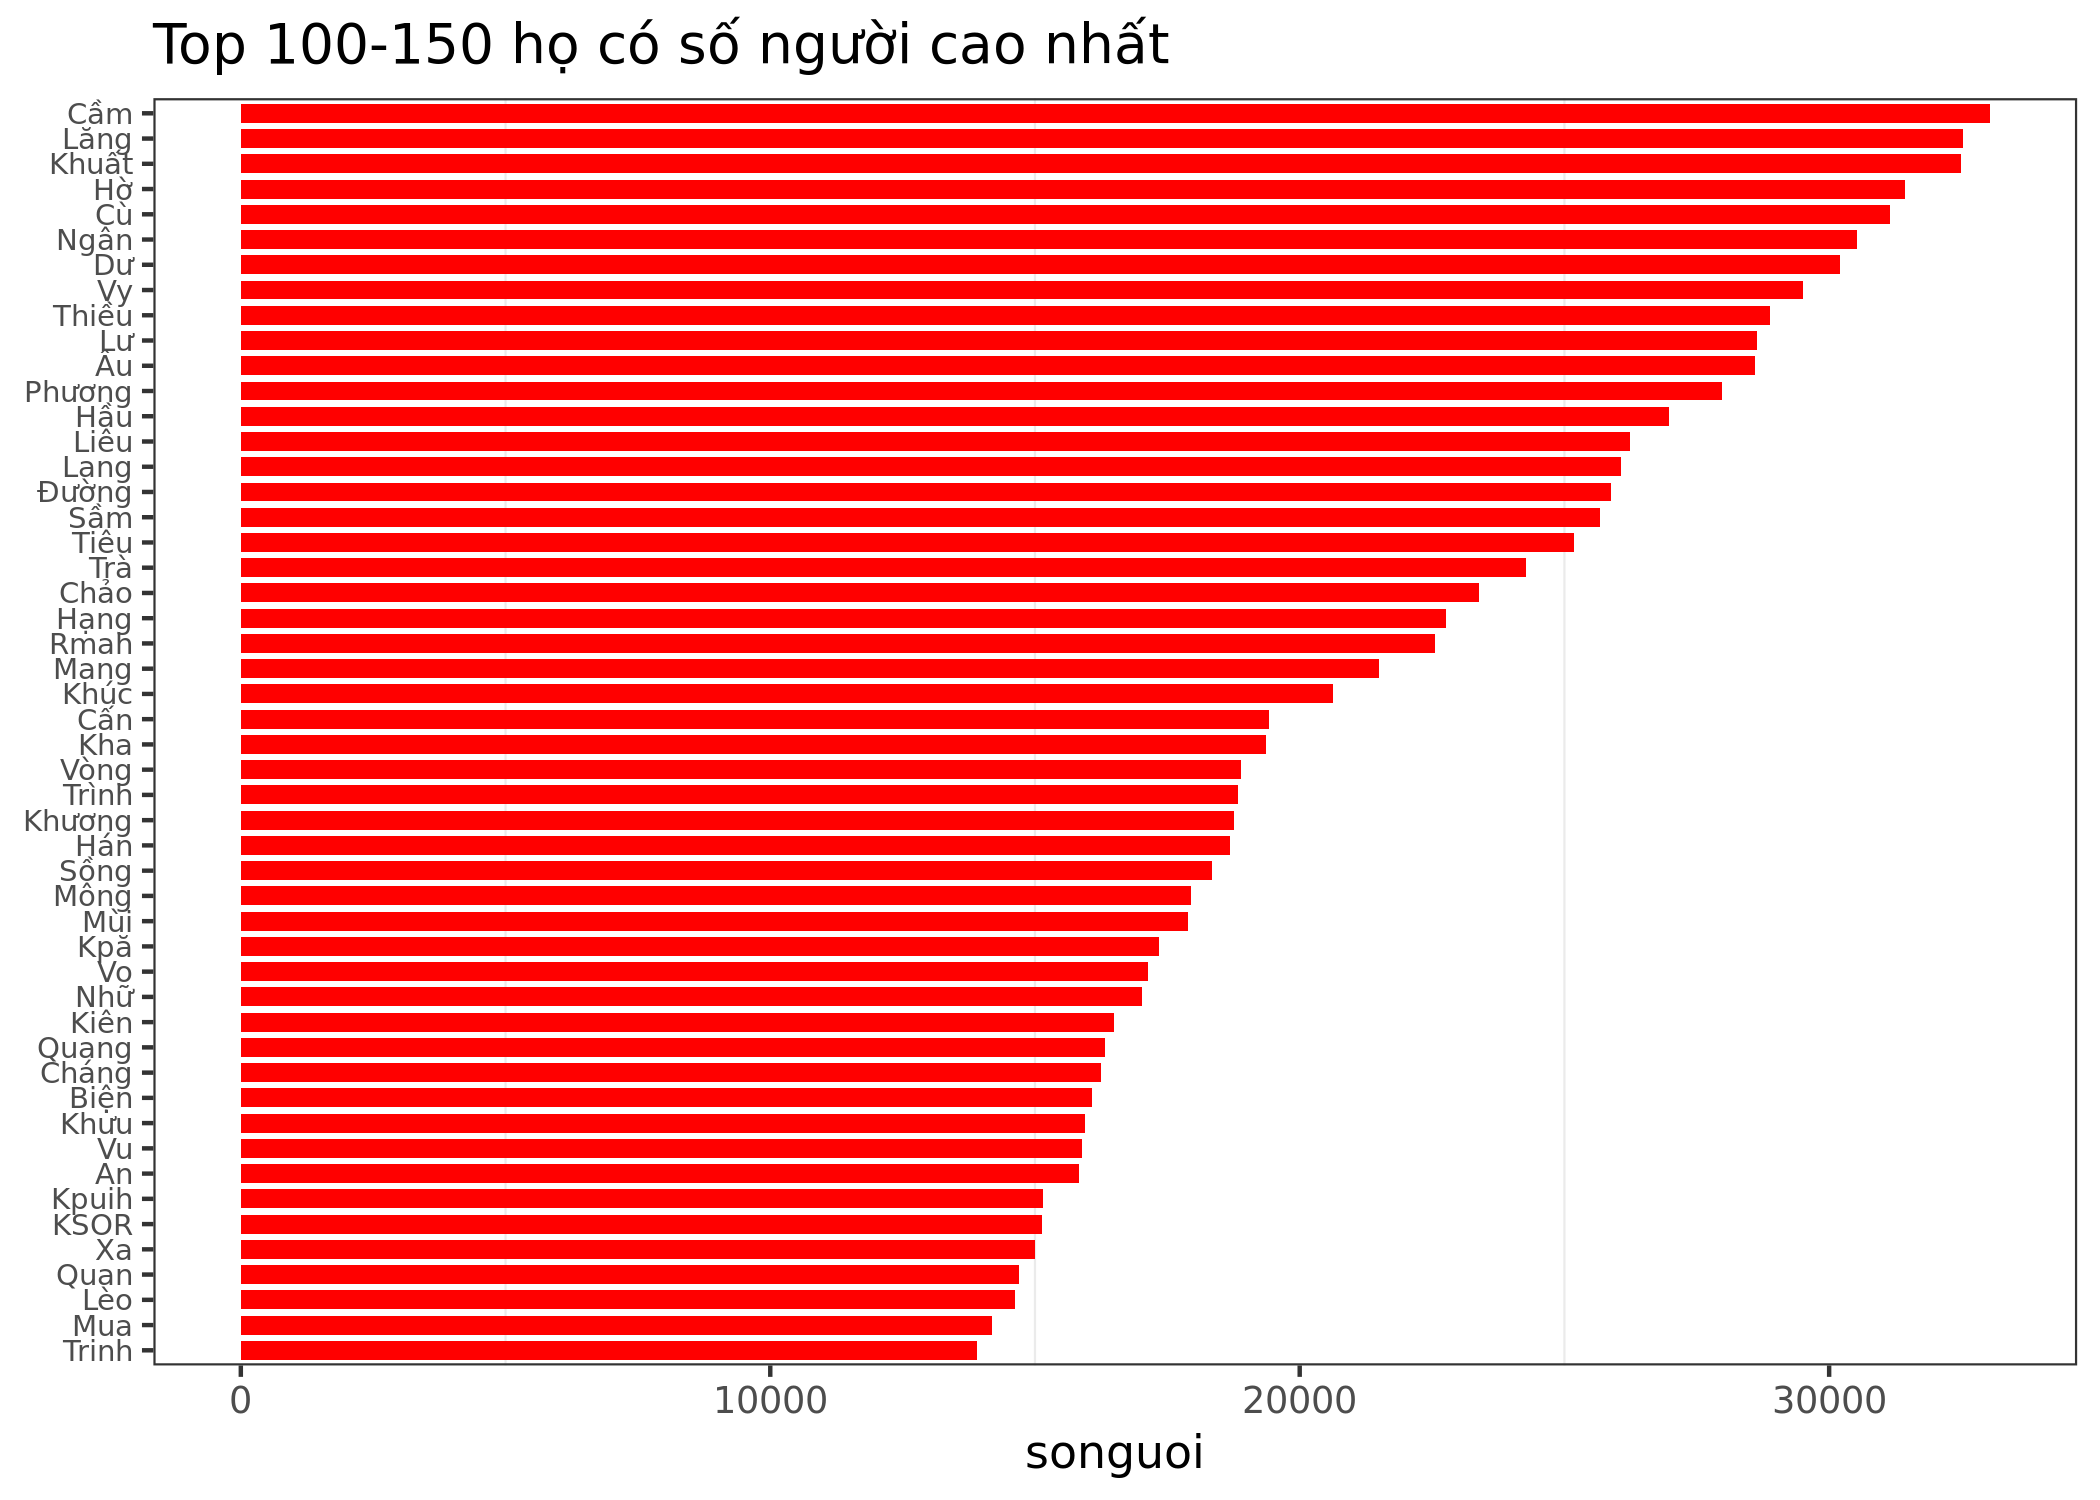 Top 100-150 họ có số người cao nhất
Cầm
Lăng
Khuất
Hờ
Cù
Ngân
Dư
Vy
Thiều
Lư
Âu
Phương
Hầu
Liêu
Lang
Đường
Sầm
Tiêu
Trà
Chảo
Hạng
Rmah
Mang
Khúc
Cấn
Kha
Vòng
Trình
Khương
Hán
Sồng
Mông
Mùi
Kpă
Vo
Nhữ
Kiên
Quang
Cháng
Biện
Khưu
Vu
An
Kpuih
KSOR
Xa
Quan
Lèo
Mua
Trinh
0 10000 20000 30000
songuoi